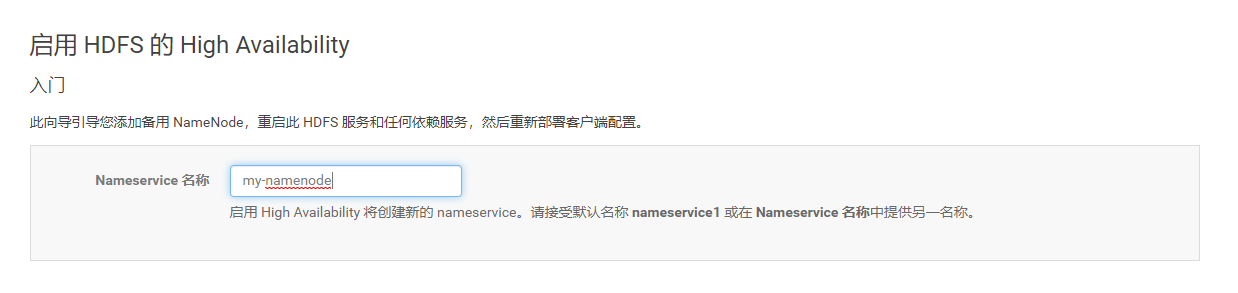 启用 HDFS 的 High Availability
入门
此向导引导您添加备用 NameNode，重启此 HDFS 服务和任何依赖服务，然后重新部署客户端配置。
Nameservice 名称 my-namenode
启用 High Availability 将创建新的 nameservice。请接受默认名称 nameservice1 或在 Nameservice 名称中提供另一名称。